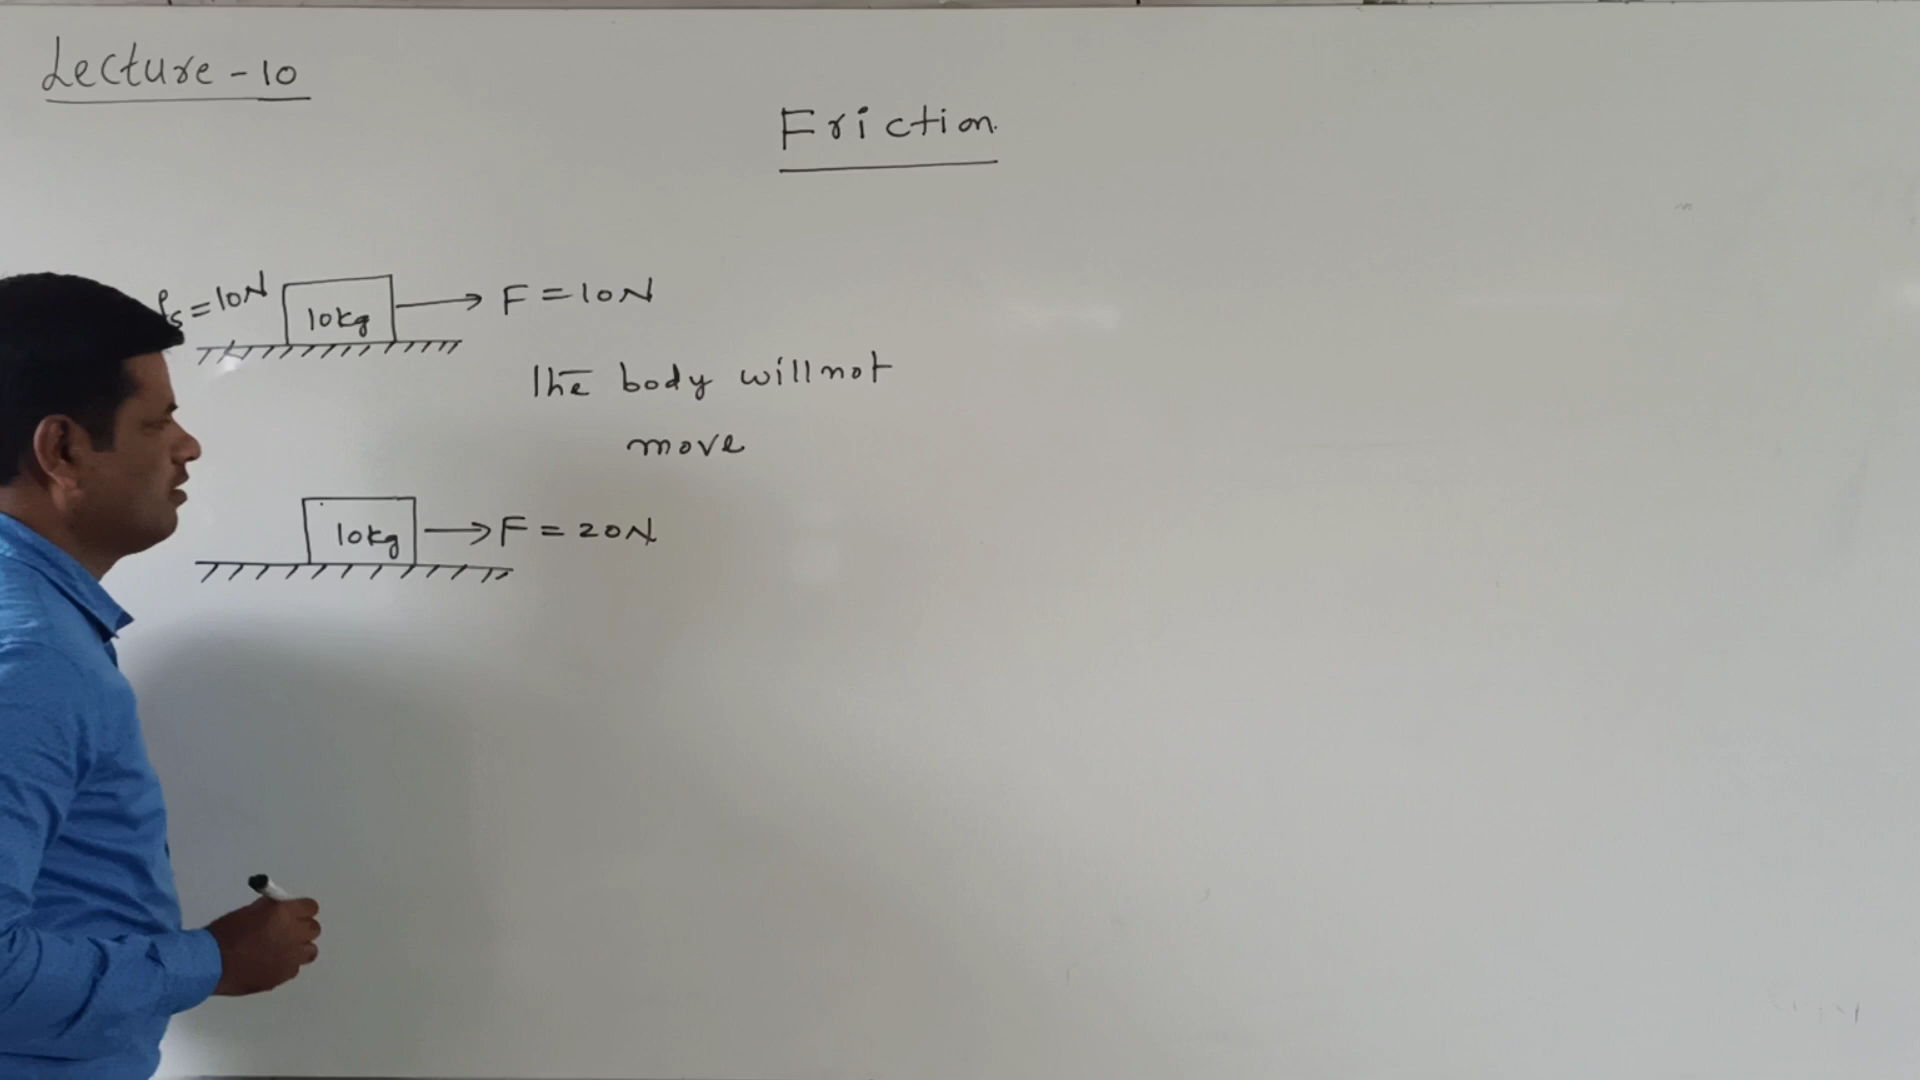 Lecture - 10
Friction.
fs = 10N
10kg
F = 10N
The body will not
move
10kg
F = 20N